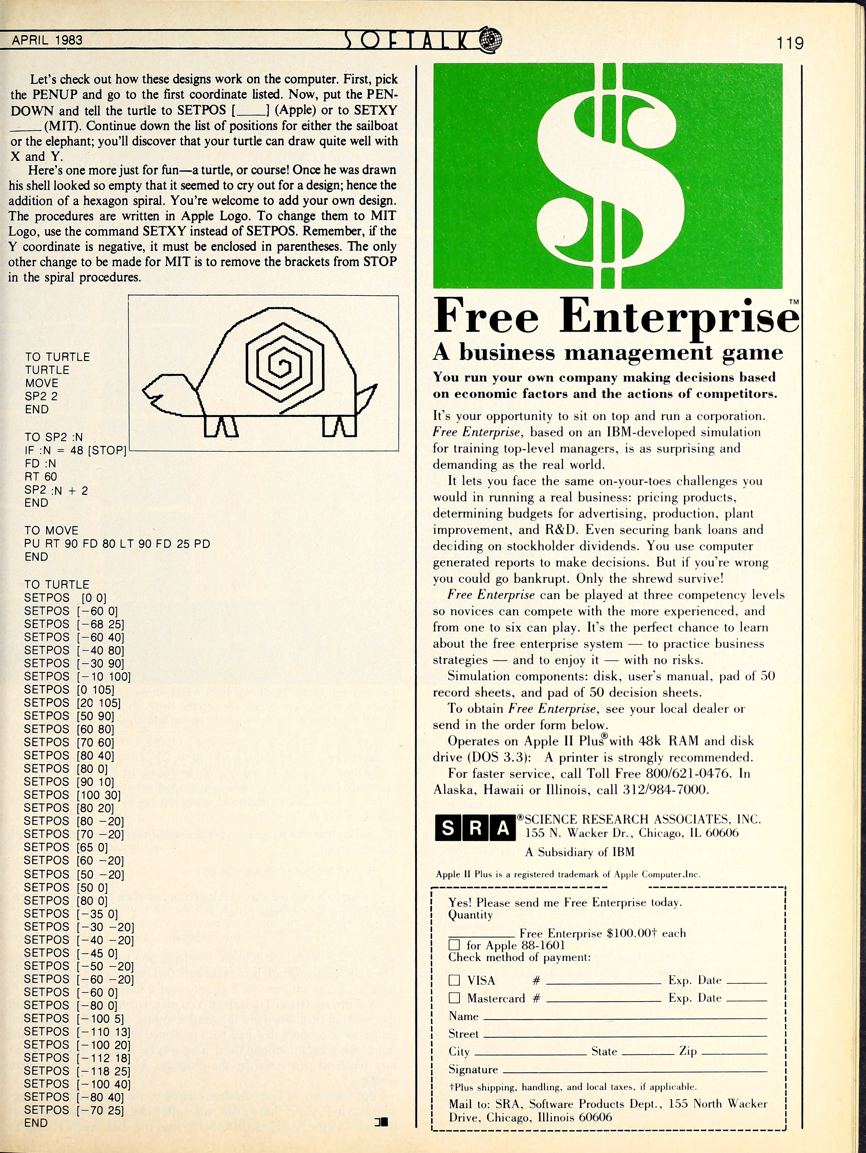 APRIL 1983
SOFTALK
119
Let's check out how these designs work on the computer. First, pick
the PENUP and go to the first coordinate listed. Now, put the PEN-
DOWN and tell the turtle to SETPOS [____] (Apple) or to SETXY
____ (MIT). Continue down the list of positions for either the sailboat
or the elephant; you'll discover that your turtle can draw quite well with
X and Y.
Here's one more just for fun—a turtle, or course! Once he was drawn
his shell looked so empty that it seemed to cry out for a design; hence the
addition of a hexagon spiral. You're welcome to add your own design.
The procedures are written in Apple Logo. To change them to MIT
Logo, use the command SETXY instead of SETPOS. Remember, if the
Y coordinate is negative, it must be enclosed in parentheses. The only
other change to be made for MIT is to remove the brackets from STOP
in the spiral procedures.
TO TURTLE
TURTLE
MOVE
SP2 2
END
TO SP2 :N
IF :N = 48 [STOP]
FD :N
RT 60
SP2 :N + 2
END
TO MOVE
PU RT 90 FD 80 LT 90 FD 25 PD
END
TO TURTLE
SETPOS [0 0]
SETPOS [−60 0]
SETPOS [−68 25]
SETPOS [−60 40]
SETPOS [−40 80]
SETPOS [−30 90]
SETPOS [−10 100]
SETPOS [0 105]
SETPOS [20 105]
SETPOS [50 90]
SETPOS [60 80]
SETPOS [70 60]
SETPOS [80 40]
SETPOS [80 0]
SETPOS [90 10]
SETPOS [100 30]
SETPOS [80 20]
SETPOS [80 −20]
SETPOS [70 −20]
SETPOS [65 0]
SETPOS [60 −20]
SETPOS [50 −20]
SETPOS [50 0]
SETPOS [80 0]
SETPOS [−35 0]
SETPOS [−30 −20]
SETPOS [−40 −20]
SETPOS [−45 0]
SETPOS [−50 −20]
SETPOS [−60 −20]
SETPOS [−60 0]
SETPOS [−80 0]
SETPOS [−100 5]
SETPOS [−110 13]
SETPOS [−100 20]
SETPOS [−112 18]
SETPOS [−118 25]
SETPOS [−100 40]
SETPOS [−80 40]
SETPOS [−70 25]
END
$
Free Enterprise™
A business management game
You run your own company making decisions based
on economic factors and the actions of competitors.
It's your opportunity to sit on top and run a corporation.
Free Enterprise, based on an IBM-developed simulation
for training top-level managers, is as surprising and
demanding as the real world.
It lets you face the same on-your-toes challenges you
would in running a real business: pricing products,
determining budgets for advertising, production, plant
improvement, and R&D. Even securing bank loans and
deciding on stockholder dividends. You use computer
generated reports to make decisions. But if you're wrong
you could go bankrupt. Only the shrewd survive!
Free Enterprise can be played at three competency levels
so novices can compete with the more experienced, and
from one to six can play. It's the perfect chance to learn
about the free enterprise system — to practice business
strategies — and to enjoy it — with no risks.
Simulation components: disk, user's manual, pad of 50
record sheets, and pad of 50 decision sheets.
To obtain Free Enterprise, see your local dealer or
send in the order form below.
Operates on Apple II Plus® with 48k RAM and disk
drive (DOS 3.3): A printer is strongly recommended.
For faster service, call Toll Free 800/621-0476. In
Alaska, Hawaii or Illinois, call 312/984-7000.
SRA® SCIENCE RESEARCH ASSOCIATES, INC.
155 N. Wacker Dr., Chicago, IL 60606
A Subsidiary of IBM
Apple II Plus is a registered trademark of Apple Computer,Inc.
Yes! Please send me Free Enterprise today.
Quantity
________ Free Enterprise $100.00† each
☐ for Apple 88-1601
Check method of payment:
☐ VISA # ________ Exp. Date ____
☐ Mastercard # ________ Exp. Date ____
Name ________
Street ________
City ________ State ____ Zip ____
Signature ________
†Plus shipping, handling, and local taxes, if applicable.
Mail to: SRA, Software Products Dept., 155 North Wacker
Drive, Chicago, Illinois 60606